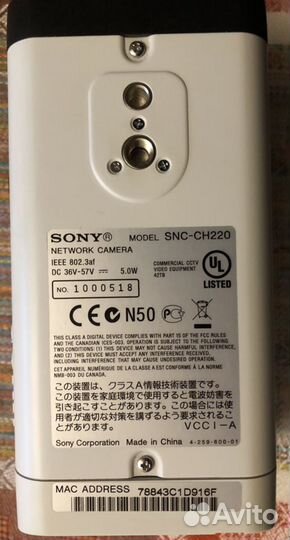 SONY® MODEL SNC-CH220
NETWORK CAMERA
IEEE 802.3af
DC 36V-57V ⎓ 5.0W
COMMERCIAL CCTV
VIDEO EQUIPMENT
42TB
UL
LISTED
NO. 1000518
CE N50
THIS CLASS A DIGITAL DEVICE COMPLIES WITH PART 15 OF THE FCC RULES
AND THE CANADIAN ICES-003. OPERATION IS SUBJECT TO THE FOLLOWING
TWO CONDITIONS: (1) THIS DEVICE MAY NOT CAUSE HARMFUL
INTERFERENCE, AND (2) THIS DEVICE MUST ACCEPT ANY INTERFERENCE
RECEIVED, INCLUDING INTERFERENCE THAT MAY CAUSE UNDESIRED
OPERATION.
CET APPAREIL NUMÉRIQUE DE LA CLASSE A EST CONFORME À LA NORME
NMB-003 DU CANADA.
この装置は、クラスA情報技術装置です。
この装置を家庭環境で使用すると電波妨害を
引き起こすことがあります。この場合には使用
者が適切な対策を講ずるよう要求されること
があります。 VCCI-A
Sony Corporation Made in China 4-259-600-01
MAC ADDRESS 78843C1D916F
Avito